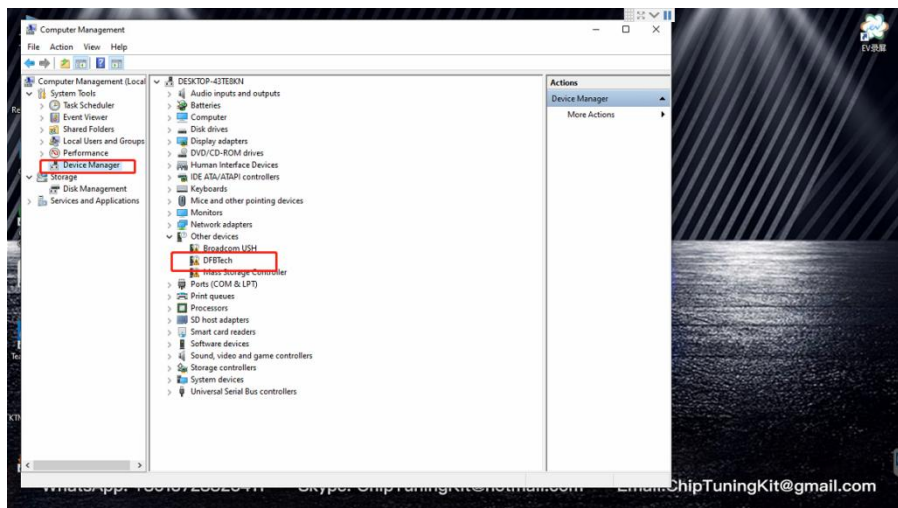 Computer Management
File Action View Help
Computer Management (Local
System Tools
Task Scheduler
Event Viewer
Shared Folders
Local Users and Groups
Performance
Device Manager
Storage
Disk Management
Services and Applications
DESKTOP-43TE8KN
Audio inputs and outputs
Batteries
Computer
Disk drives
Display adapters
DVD/CD-ROM drives
Human Interface Devices
IDE ATA/ATAPI controllers
Keyboards
Mice and other pointing devices
Monitors
Network adapters
Other devices
Broadcom USH
DFBTech
Mass Storage Controller
Ports (COM & LPT)
Print queues
Processors
SD host adapters
Smart card readers
Software devices
Sound, video and game controllers
Storage controllers
System devices
Universal Serial Bus controllers
Actions
Device Manager
More Actions
EV录屏
Email:ChipTuningKit@gmail.com